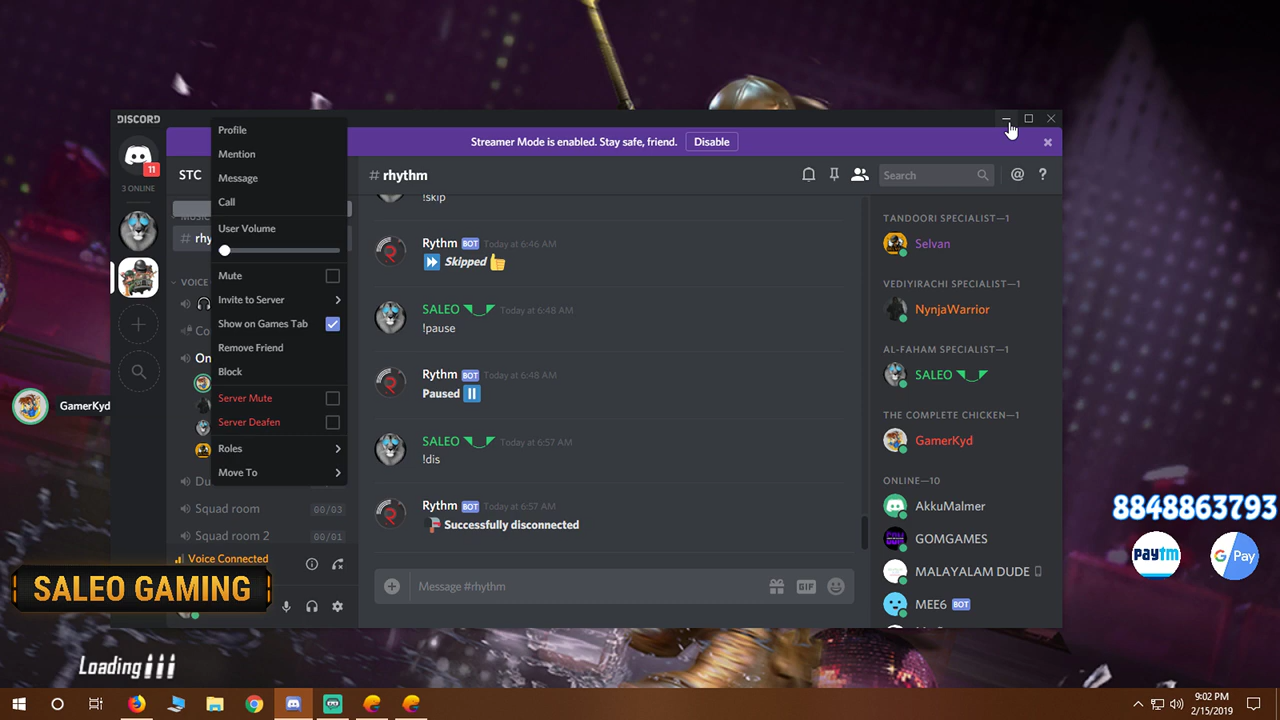 DISCORD
Streamer Mode is enabled. Stay safe, friend.
Disable
11
3 ONLINE
STC
# rhythm
Search
@
?
Profile
Mention
Message
Call
User Volume
Mute
Invite to Server
Show on Games Tab
Remove Friend
Block
Server Mute
Server Deafen
Roles
Move To
# rhy
VOICE
Co
On
Du
Squad room 00/03
Squad room 2 00/01
Voice Connected
GamerKyd
SALEO GAMING
Loading
!skip
Rythm BOT Today at 6:46 AM
Skipped
SALEO Today at 6:48 AM
!pause
Rythm BOT Today at 6:48 AM
Paused
SALEO Today at 6:57 AM
!dis
Rythm BOT Today at 6:57 AM
Successfully disconnected
Message #rhythm
GIF
TANDOORI SPECIALIST—1
Selvan
VEDIYIRACHI SPECIALIST—1
NynjaWarrior
AL-FAHAM SPECIALIST—1
SALEO
THE COMPLETE CHICKEN—1
GamerKyd
ONLINE—10
AkkuMalmer
GOMGAMES
MALAYALAM DUDE
MEE6 BOT
8848863793
paytm
G Pay
9:02 PM
2/15/2019